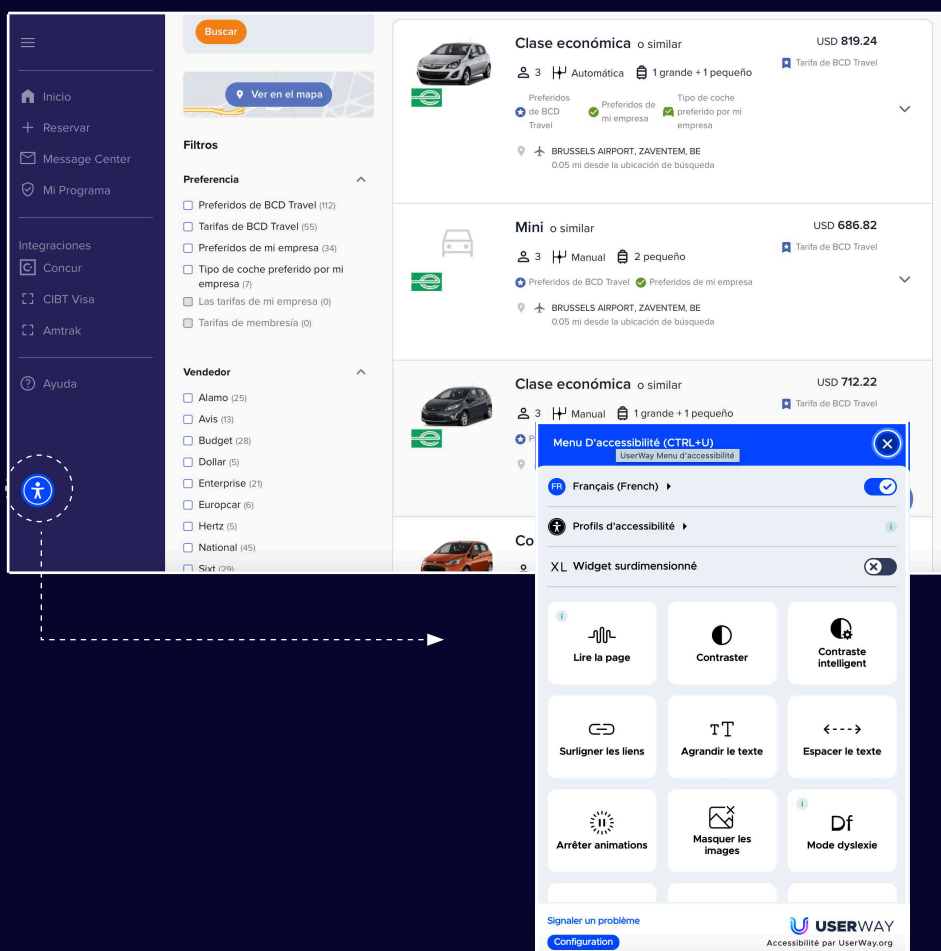 Inicio
Reservar
Message Center
Mi Programa
Integraciones
Concur
CIBT Visa
Amtrak
Ayuda
Buscar
Ver en el mapa
Filtros
Preferencia
Preferidos de BCD Travel (112)
Tarifas de BCD Travel (55)
Preferidos de mi empresa (34)
Tipo de coche preferido por mi
empresa (7)
Las tarifas de mi empresa (0)
Tarifas de membresía (0)
Vendedor
Alamo (25)
Avis (13)
Budget (28)
Dollar (5)
Enterprise (21)
Europcar (6)
Hertz (5)
National (45)
Sixt (29)
Clase económica o similar
USD 819.24
Tarifa de BCD Travel
3 Automática 1 grande + 1 pequeño
Preferidos
de BCD
Travel
Preferidos de
mi empresa
Tipo de coche
preferido por mi
empresa
BRUSSELS AIRPORT, ZAVENTEM, BE
0.05 mi desde la ubicación de búsqueda
Mini o similar
USD 686.82
Tarifa de BCD Travel
3 Manual 2 pequeño
Preferidos de BCD Travel Preferidos de mi empresa
BRUSSELS AIRPORT, ZAVENTEM, BE
0.05 mi desde la ubicación de búsqueda
Clase económica o similar
USD 712.22
Tarifa de BCD Travel
3 Manual 1 grande + 1 pequeño
P
Co
Menu D'accessibilité (CTRL+U)
UserWay Menu d'accessibilité
FR Français (French)
Profils d'accessibilité
i
XL Widget surdimensionné
i
Lire la page
Contraster
Contraste
intelligent
Surligner les liens
TT
Agrandir le texte
Espacer le texte
Arrêter animations
Masquer les
images
i
Df
Mode dyslexie
Signaler un problème
Configuration
USERWAY
Accessibilité par UserWay.org